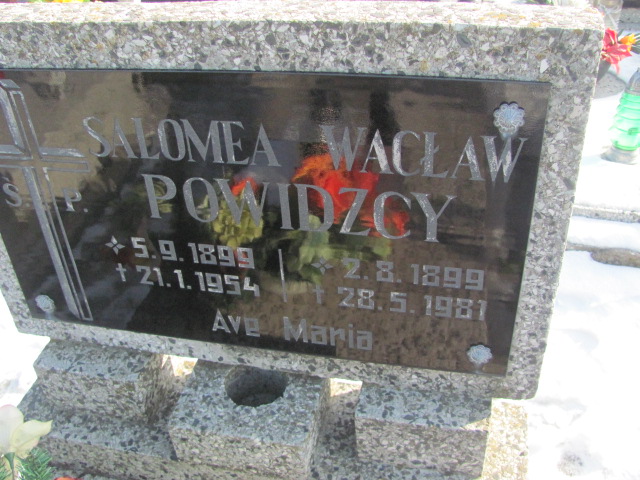 SALOMEA WACŁAW
POWIDZCY
Ś. P.
5.9.1899 2.8.1899
† 21.1.1954 † 28.5.1981
Ave Maria